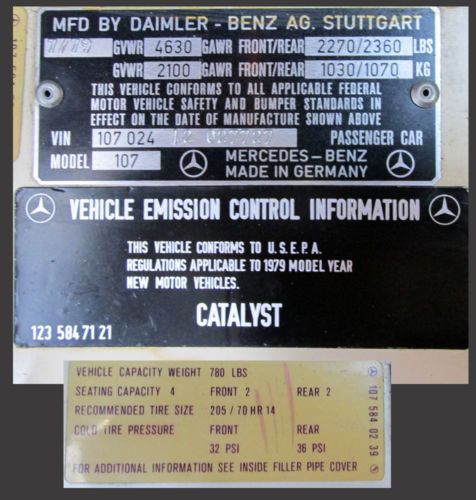 MFD BY DAIMLER - BENZ AG. STUTTGART
GVWR 4630 GAWR FRONT/REAR 2270/2360 LBS
GVWR 2100 GAWR FRONT/REAR 1030/1070 KG
THIS VEHICLE CONFORMS TO ALL APPLICABLE FEDERAL
MOTOR VEHICLE SAFETY AND BUMPER STANDARDS IN
EFFECT ON THE DATE OF MANUFACTURE SHOWN ABOVE
VIN 107 024 12 PASSENGER CAR
MODEL 107 MERCEDES-BENZ
MADE IN GERMANY
VEHICLE EMISSION CONTROL INFORMATION
THIS VEHICLE CONFORMS TO U.S.E.P.A.
REGULATIONS APPLICABLE TO 1979 MODEL YEAR
NEW MOTOR VEHICLES.
CATALYST
123 584 71 21
VEHICLE CAPACITY WEIGHT 780 LBS
SEATING CAPACITY 4 FRONT 2 REAR 2
RECOMMENDED TIRE SIZE 205/70 HR 14
COLD TIRE PRESSURE FRONT REAR
32 PSI 36 PSI
FOR ADDITIONAL INFORMATION SEE INSIDE FILLER PIPE COVER
107 584 02 39